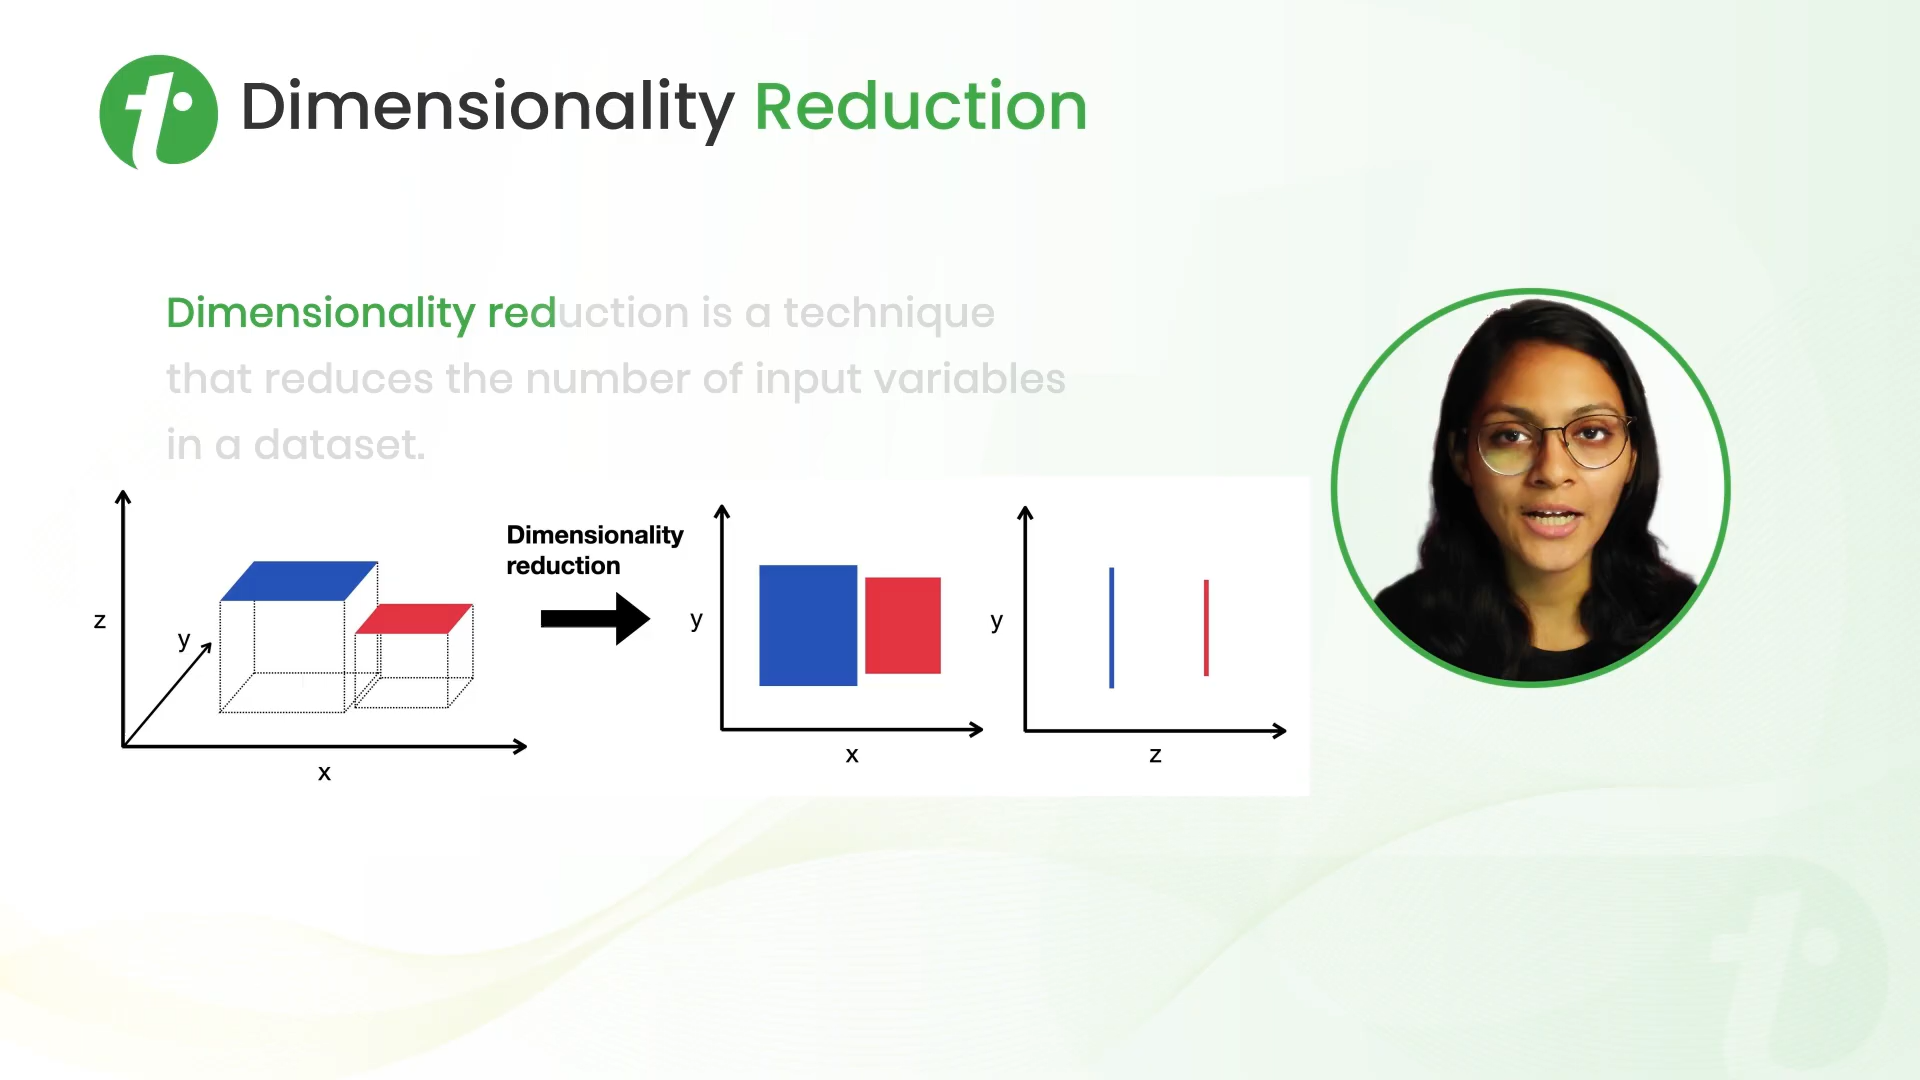 Dimensionality Reduction
Dimensionality reduction is a technique
that reduces the number of input variables
in a dataset.
Dimensionality
reduction
z
y
x
y
x
y
z